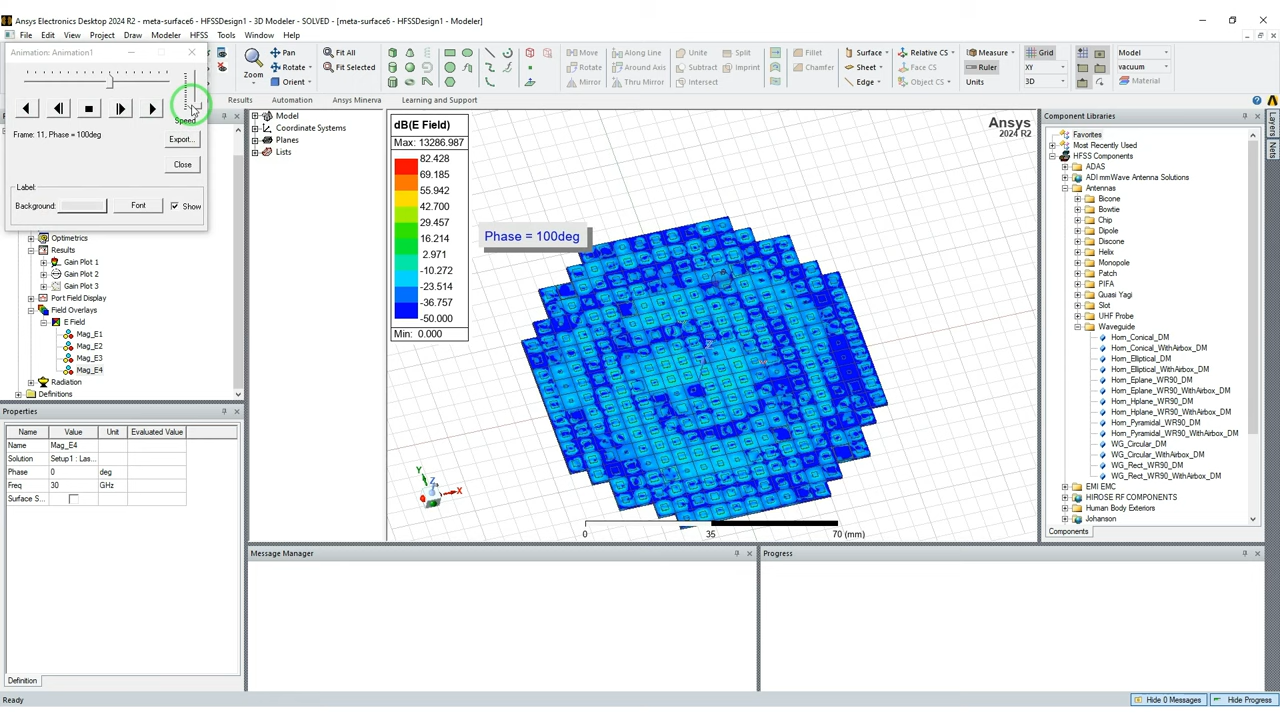 Ansys Electronics Desktop 2024 R2 - meta-surface6 - HFSSDesign1 - 3D Modeler - SOLVED - [meta-surface6 - HFSSDesign1 - Modeler]
File Edit View Project Draw Modeler HFSS Tools Window Help
Animation: Animation1
Speed
Frame: 11, Phase = 100deg
Export...
Close
Label:
Background:
Font
Show
Zoom
Pan
Rotate
Orient
Fit All
Fit Selected
Move
Rotate
Mirror
Along Line
Around Axis
Thru Mirror
Unite
Subtract
Intersect
Split
Imprint
Fillet
Chamfer
Surface
Sheet
Edge
Relative CS
Face CS
Object CS
Measure
Ruler
Units
Grid
XY
3D
Model
vacuum
Material
Results Automation Ansys Minerva Learning and Support
Optimetrics
Results
Gain Plot 1
Gain Plot 2
Gain Plot 3
Port Field Display
Field Overlays
E Field
Mag_E1
Mag_E2
Mag_E3
Mag_E4
Radiation
Definitions
Properties
Name Value Unit Evaluated Value
Name Mag_E4
Solution Setup1 : Las...
Phase 0 deg
Freq 30 GHz
Surface S...
Definition
Model
Coordinate Systems
Planes
Lists
dB(E Field)
Max: 13286.987
82.428
69.185
55.942
42.700
29.457
16.214
2.971
-10.272
-23.514
-36.757
-50.000
Min: 0.000
Phase = 100deg
Ansys
2024 R2
Y
Z
X
0 35 70 (mm)
Component Libraries
Favorites
Most Recently Used
HFSS Components
ADAS
ADI mmWave Antenna Solutions
Antennas
Bicone
Bowtie
Chip
Dipole
Discone
Helix
Monopole
Patch
PIFA
Quasi Yagi
Slot
UHF Probe
Waveguide
Horn_Conical_DM
Horn_Conical_WithAirbox_DM
Horn_Elliptical_DM
Horn_Elliptical_WithAirbox_DM
Horn_Eplane_WR90_DM
Horn_Eplane_WR90_WithAirbox_DM
Horn_Hplane_WR90_DM
Horn_Hplane_WR90_WithAirbox_DM
Horn_Pyramidal_WR90_DM
Horn_Pyramidal_WR90_WithAirbox_DM
WG_Circular_DM
WG_Circular_WithAirbox_DM
WG_Rect_WR90_DM
WG_Rect_WR90_WithAirbox_DM
EMI EMC
HIROSE RF COMPONENTS
Human Body Exteriors
Johanson
Components
Layers
Nets
Message Manager
Progress
Ready
Hide 0 Messages
Hide Progress